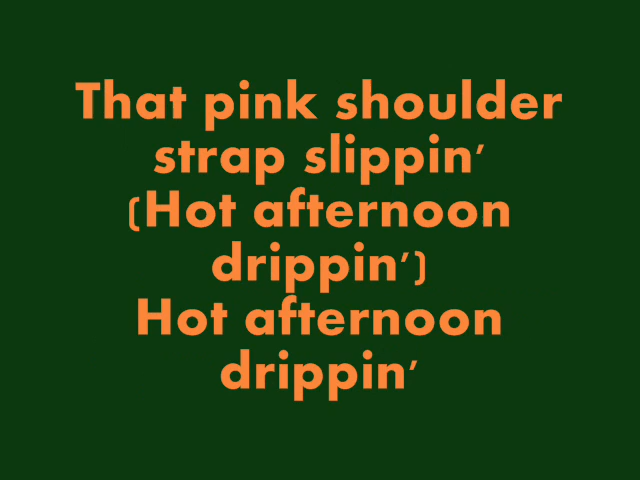 That pink shoulder
strap slippin'
(Hot afternoon
drippin')
Hot afternoon
drippin'